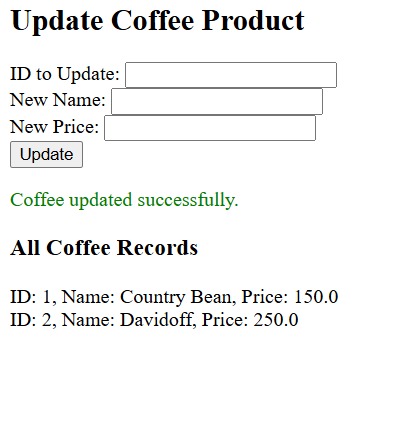 Update Coffee Product
ID to Update:
New Name:
New Price:
Update
Coffee updated successfully.
All Coffee Records
ID: 1, Name: Country Bean, Price: 150.0
ID: 2, Name: Davidoff, Price: 250.0